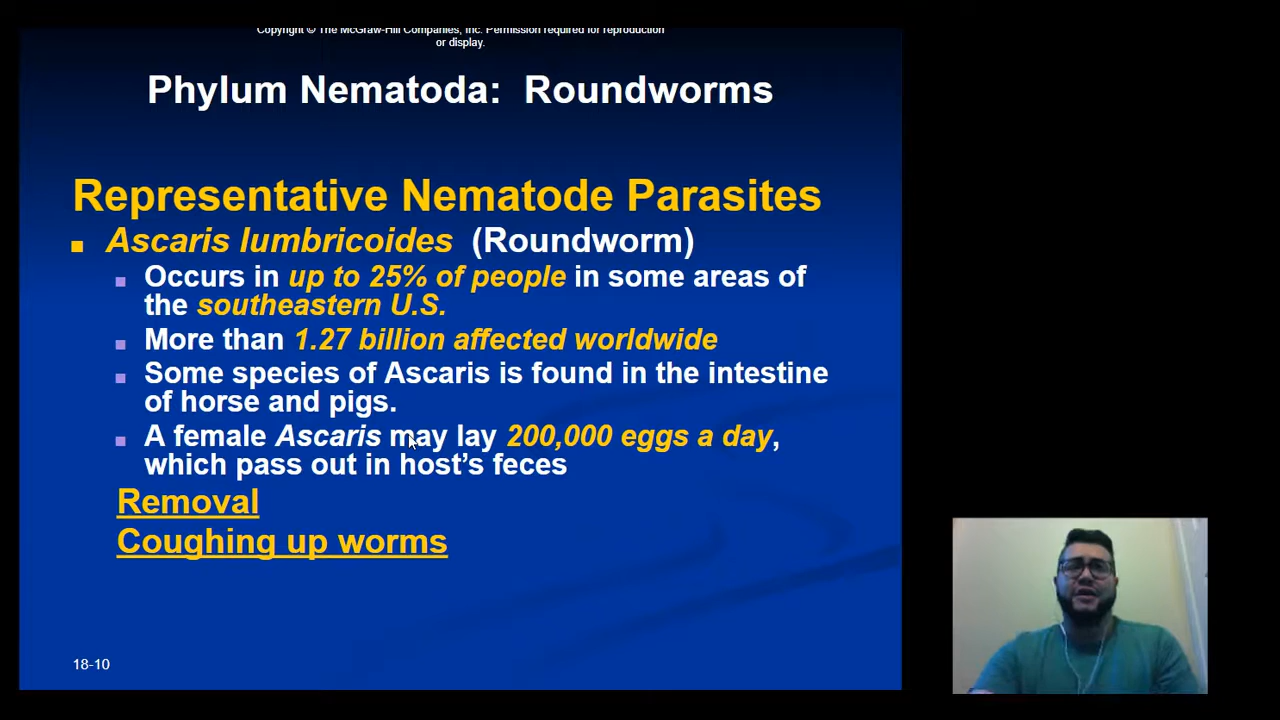 Copyright © The McGraw-Hill Companies, Inc. Permission required for reproduction
or display.
Phylum Nematoda: Roundworms
Representative Nematode Parasites
Ascaris lumbricoides (Roundworm)
Occurs in up to 25% of people in some areas of
the southeastern U.S.
More than 1.27 billion affected worldwide
Some species of Ascaris is found in the intestine
of horse and pigs.
A female Ascaris may lay 200,000 eggs a day,
which pass out in host's feces
Removal
Coughing up worms
18-10